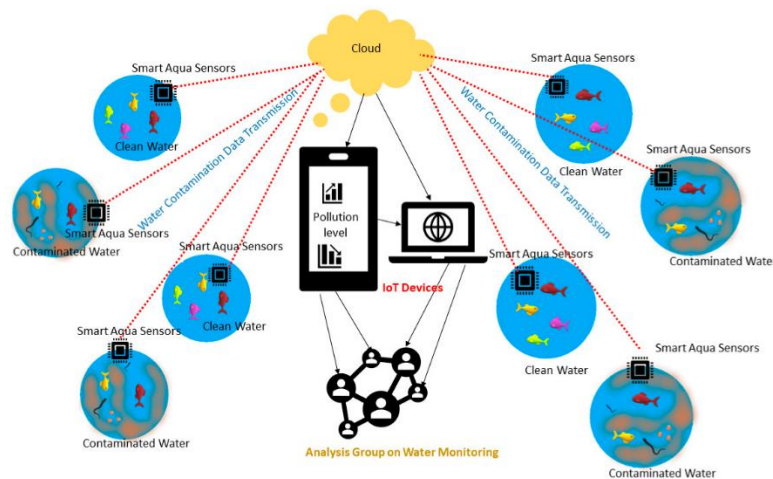 Cloud
Smart Aqua Sensors
Clean Water
Smart Aqua Sensors
Contaminated Water
Smart Aqua Sensors
Clean Water
Smart Aqua Sensors
Contaminated Water
Water Contamination Data Transmission
Pollution
level
IoT Devices
Analysis Group on Water Monitoring
Water Contamination Data Transmission
Smart Aqua Sensors
Clean Water
Smart Aqua Sensors
Contaminated Water
Smart Aqua Sensors
Clean Water
Smart Aqua Sensors
Contaminated Water